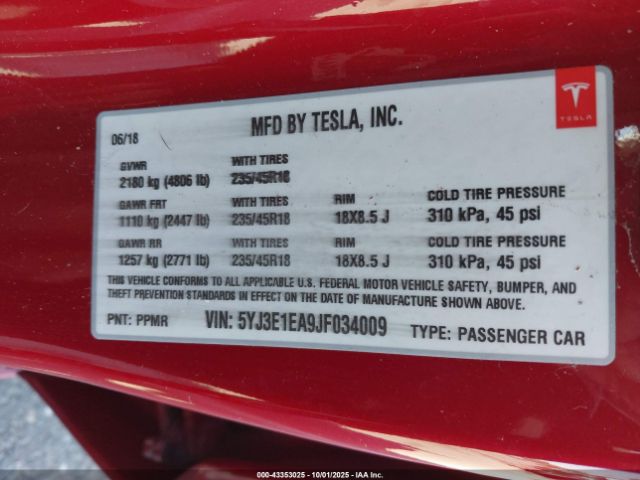 06/18 MFD BY TESLA, INC.
TESLA
GVWR WITH TIRES
2180 kg (4806 lb) 235/45R18
GAWR FRT WITH TIRES RIM COLD TIRE PRESSURE
1110 kg (2447 lb) 235/45R18 18X8.5 J 310 kPa, 45 psi
GAWR RR WITH TIRES RIM COLD TIRE PRESSURE
1257 kg (2771 lb) 235/45R18 18X8.5 J 310 kPa, 45 psi
THIS VEHICLE CONFORMS TO ALL APPLICABLE U.S. FEDERAL MOTOR VEHICLE SAFETY, BUMPER, AND
THEFT PREVENTION STANDARDS IN EFFECT ON THE DATE OF MANUFACTURE SHOWN ABOVE.
PNT: PPMR VIN: 5YJ3E1EA9JF034009 TYPE: PASSENGER CAR
000-43353025 - 10/01/2025 - IAA Inc.